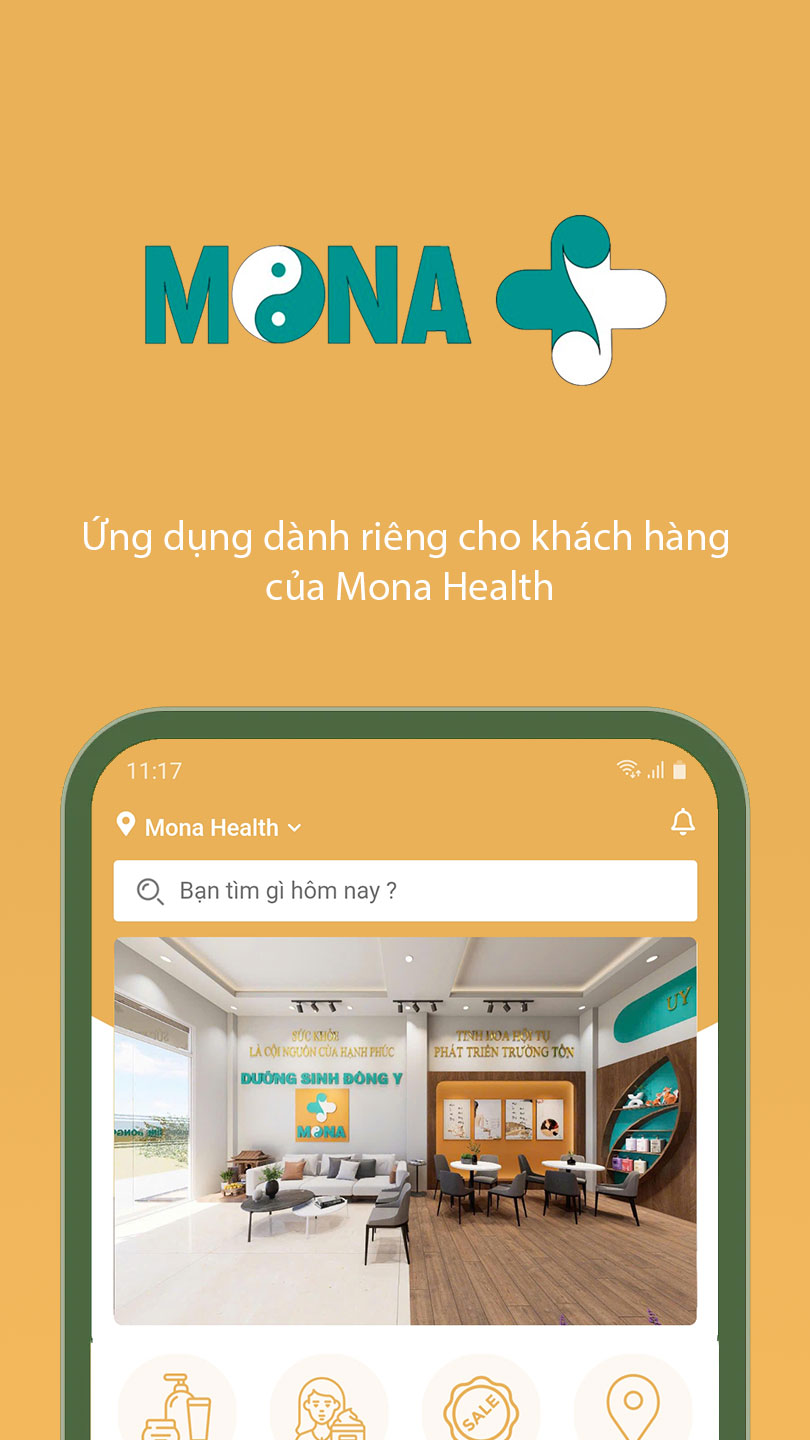 MONA
Ứng dụng dành riêng cho khách hàng
của Mona Health
11:17
Mona Health
Bạn tìm gì hôm nay ?
SỨC KHỎE
LÀ CỘI NGUỒN CỦA HẠNH PHÚC
DƯỠNG SINH ĐÔNG Y
MONA
TINH HOA HỘI TỤ
PHÁT TRIỂN TRƯỜNG TỒN
UY
SALE